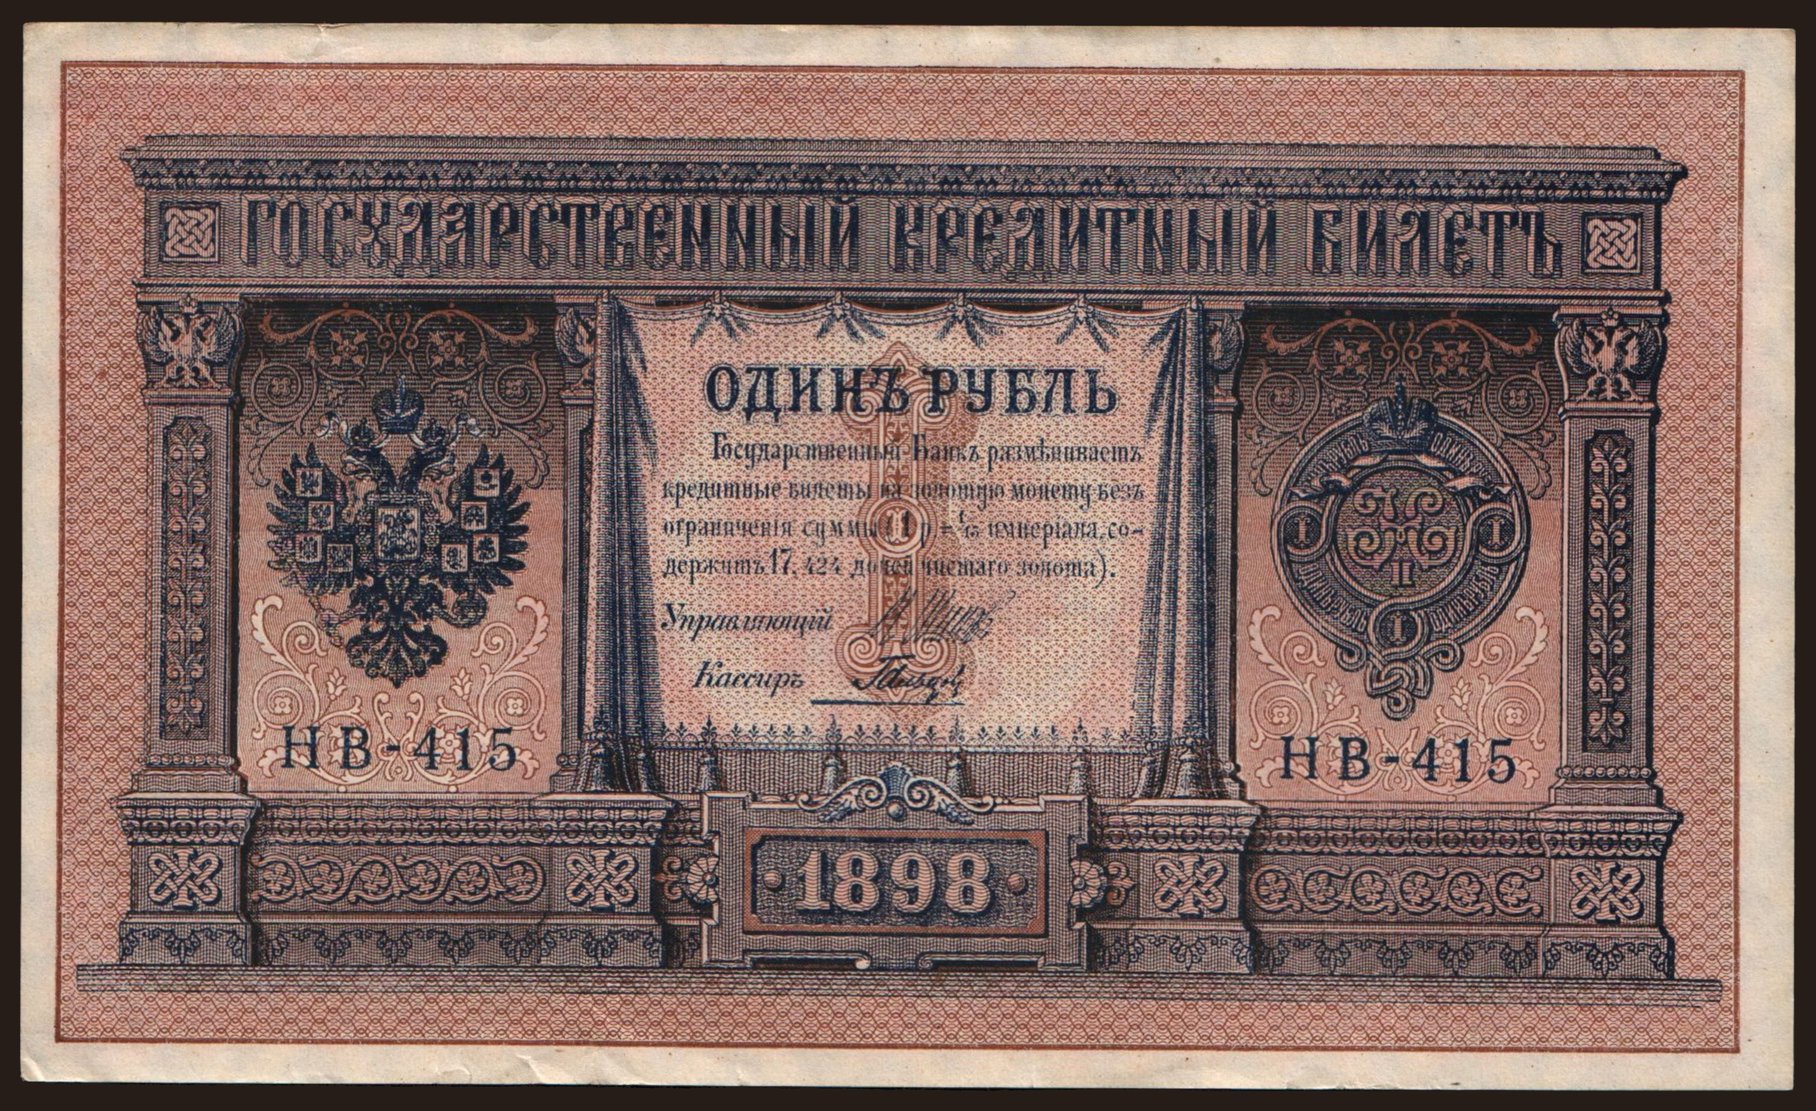 ГОСУДАРСТВЕННЫЙ КРЕДИТНЫЙ БИЛЕТЪ
ОДИНЪ РУБЛЬ
Государственный Банкъ размѣниваетъ
кредитные билеты на золотую монету безъ
ограниченія суммы (1 р = 1/15 имперіала, со-
держитъ 17,424 долей чистаго золота).
Управляющій
Кассиръ
НВ-415
НВ-415
1898